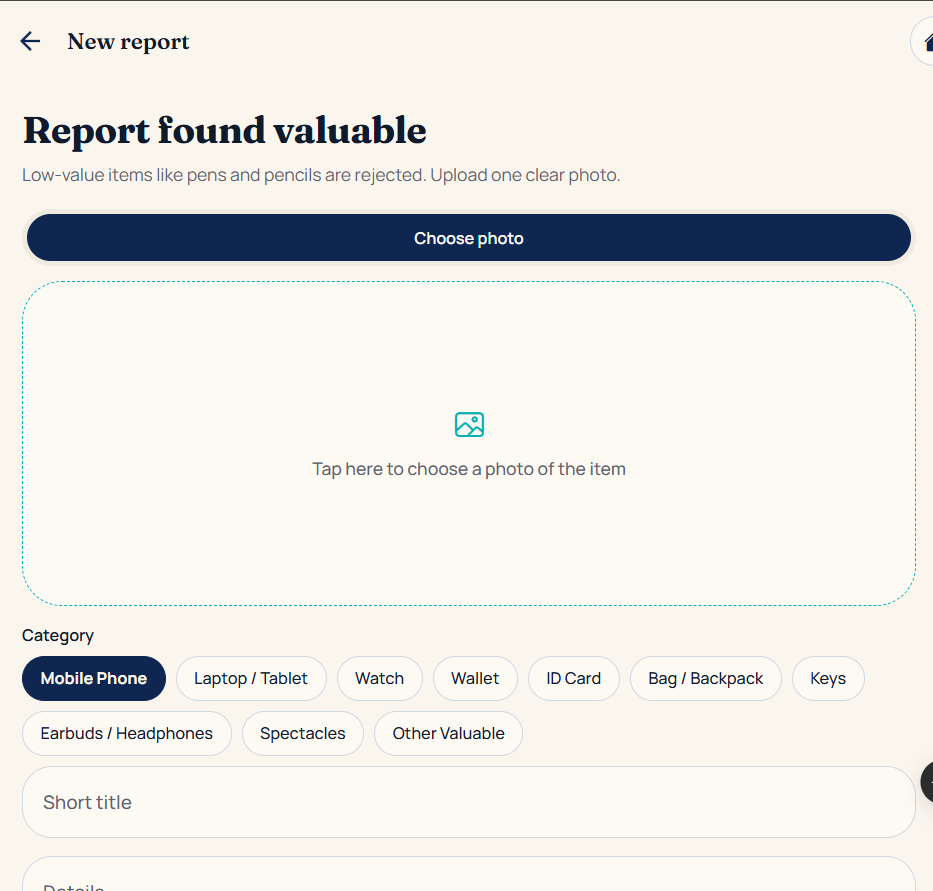 New report
Report found valuable
Low-value items like pens and pencils are rejected. Upload one clear photo.
Choose photo
Tap here to choose a photo of the item
Category
Mobile Phone Laptop / Tablet Watch Wallet ID Card Bag / Backpack Keys
Earbuds / Headphones Spectacles Other Valuable
Short title
Details